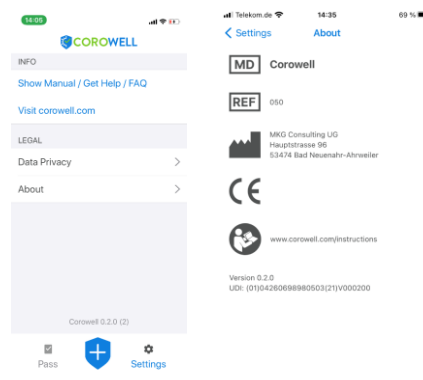 14:05
COROWELL
INFO
Show Manual / Get Help / FAQ
Visit corowell.com
LEGAL
Data Privacy
About
Corowell 0.2.0 (2)
Pass
Settings
Telekom.de
14:35
69 %
Settings
About
MD
Corowell
REF
050
MKG Consulting UG
Hauptstrasse 96
53474 Bad Neuenahr-Ahrweiler
CE
www.corowell.com/instructions
Version 0.2.0
UDI: (01)04260698980503(21)V000200